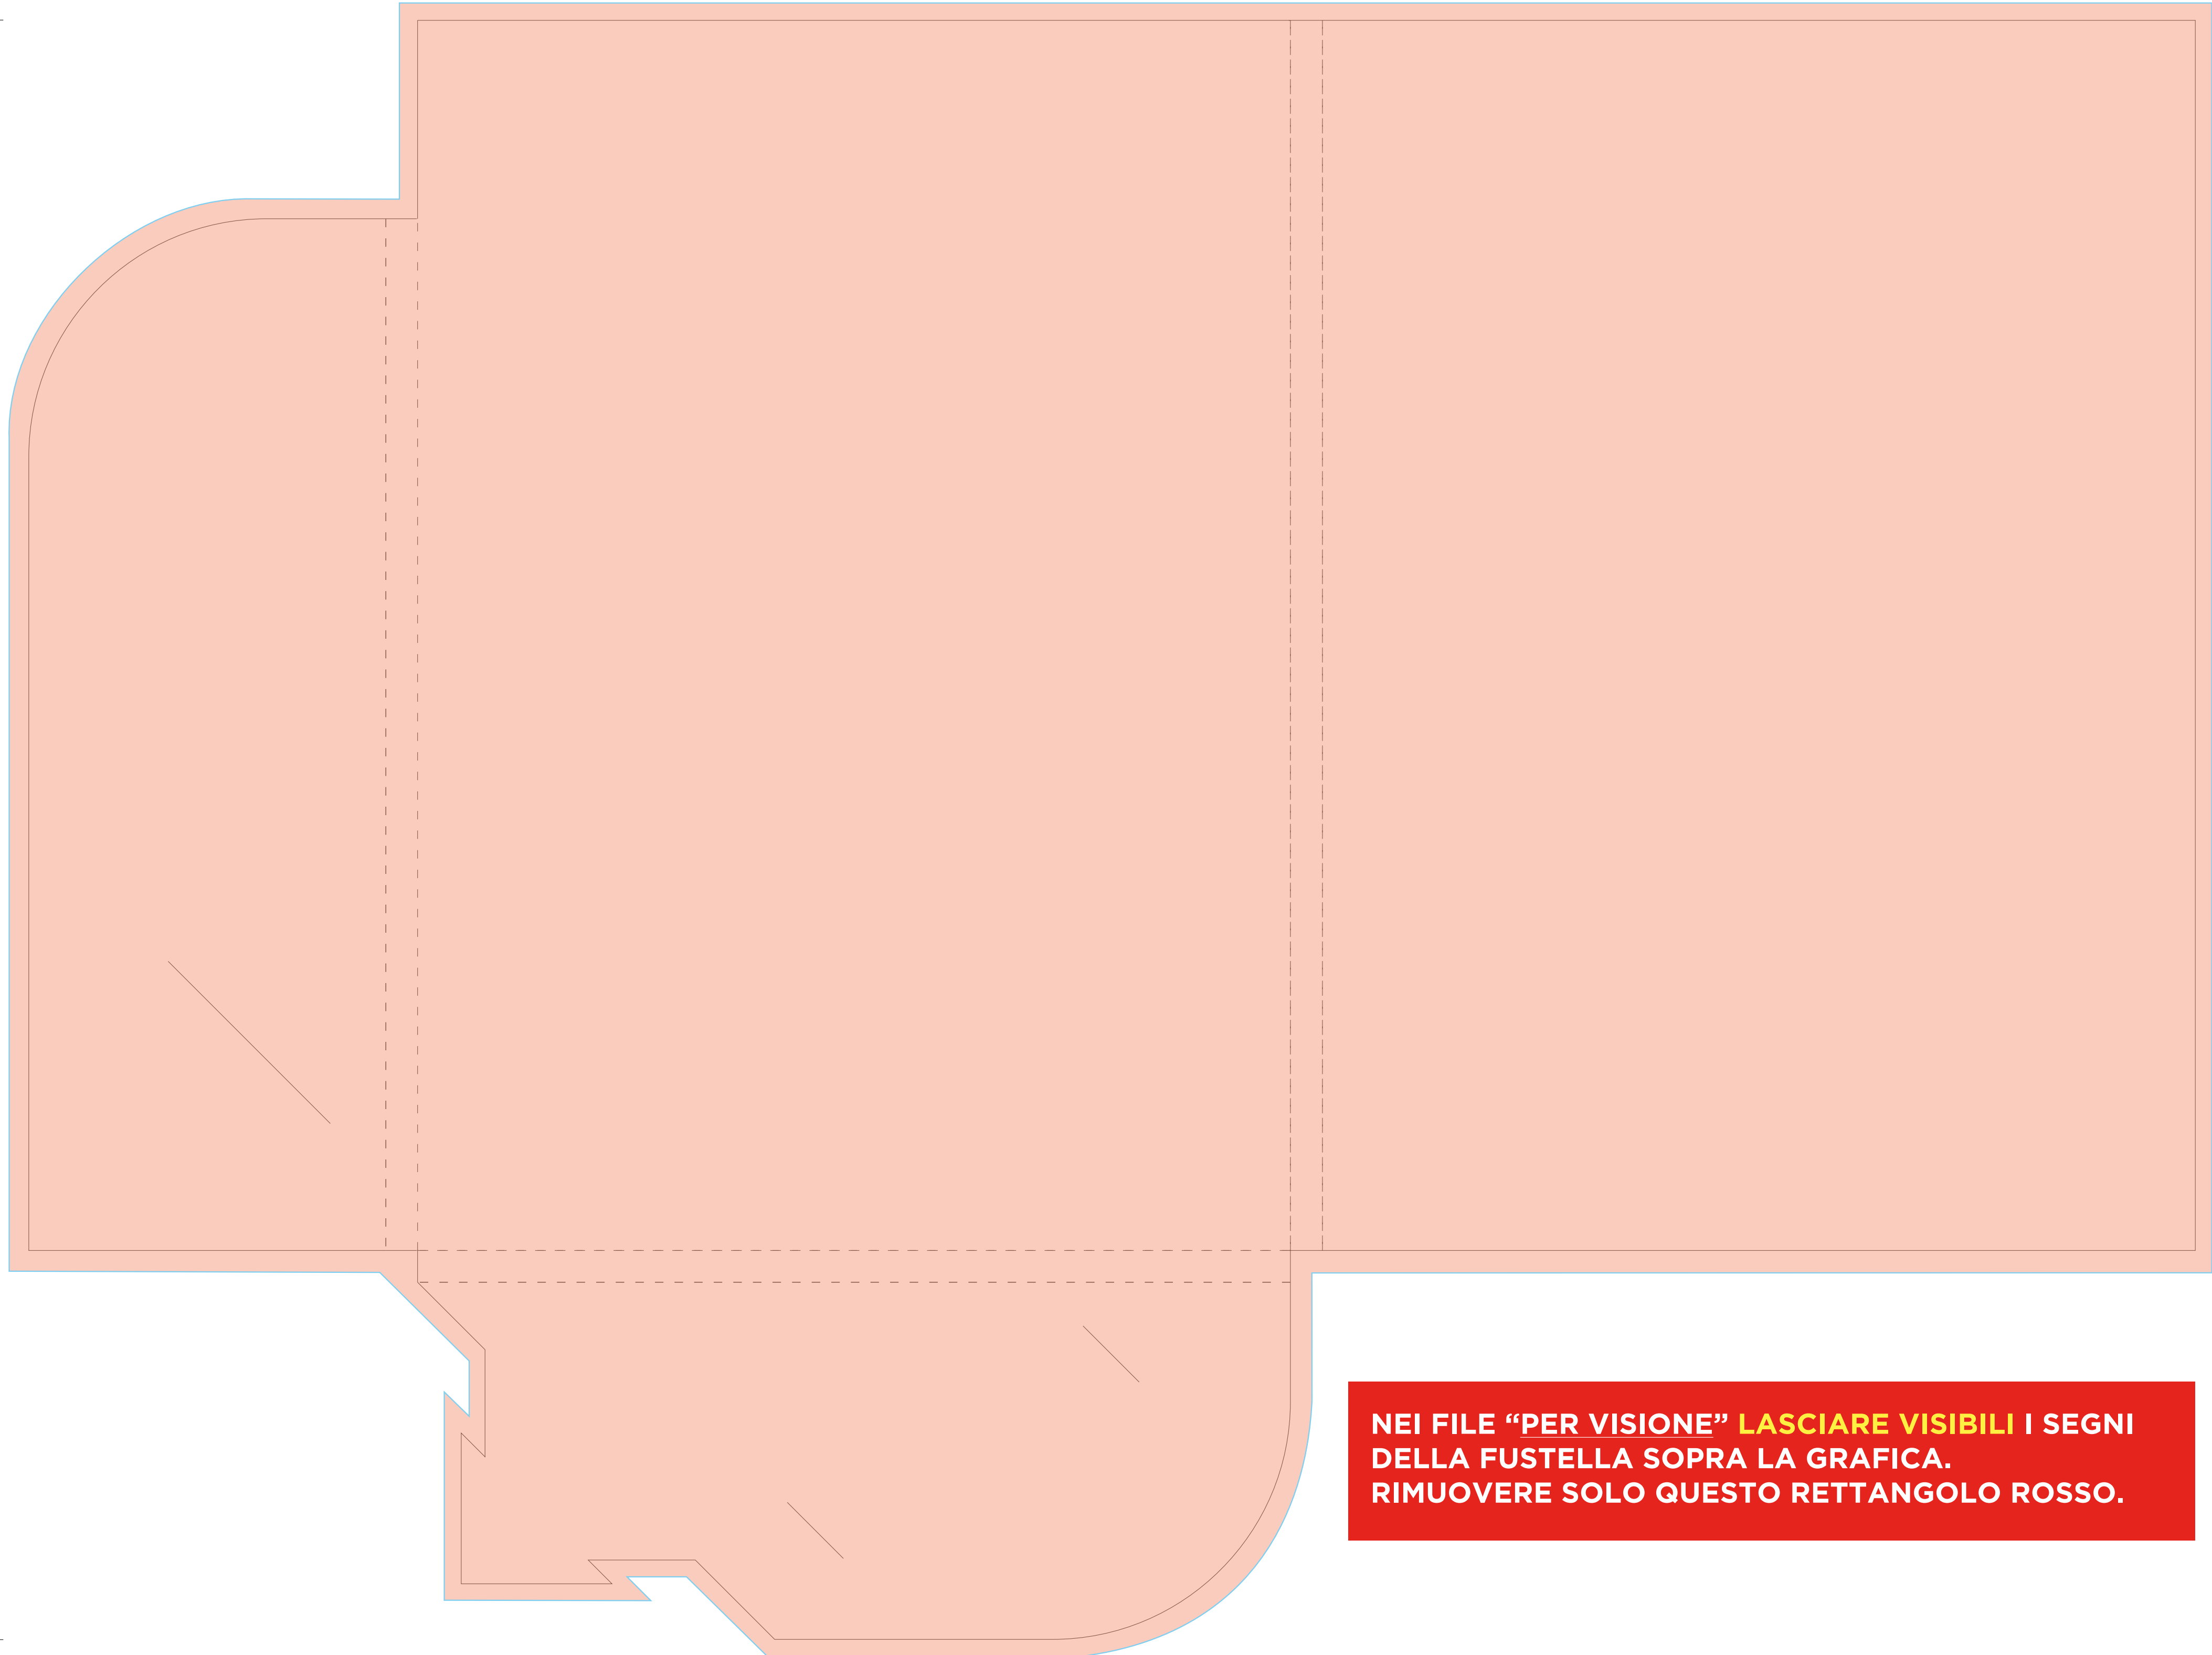 NEI FILE “PER VISIONE” LASCIARE VISIBILI I SEGNI
DELLA FUSTELLA SOPRA LA GRAFICA.
RIMUOVERE SOLO QUESTO RETTANGOLO ROSSO.